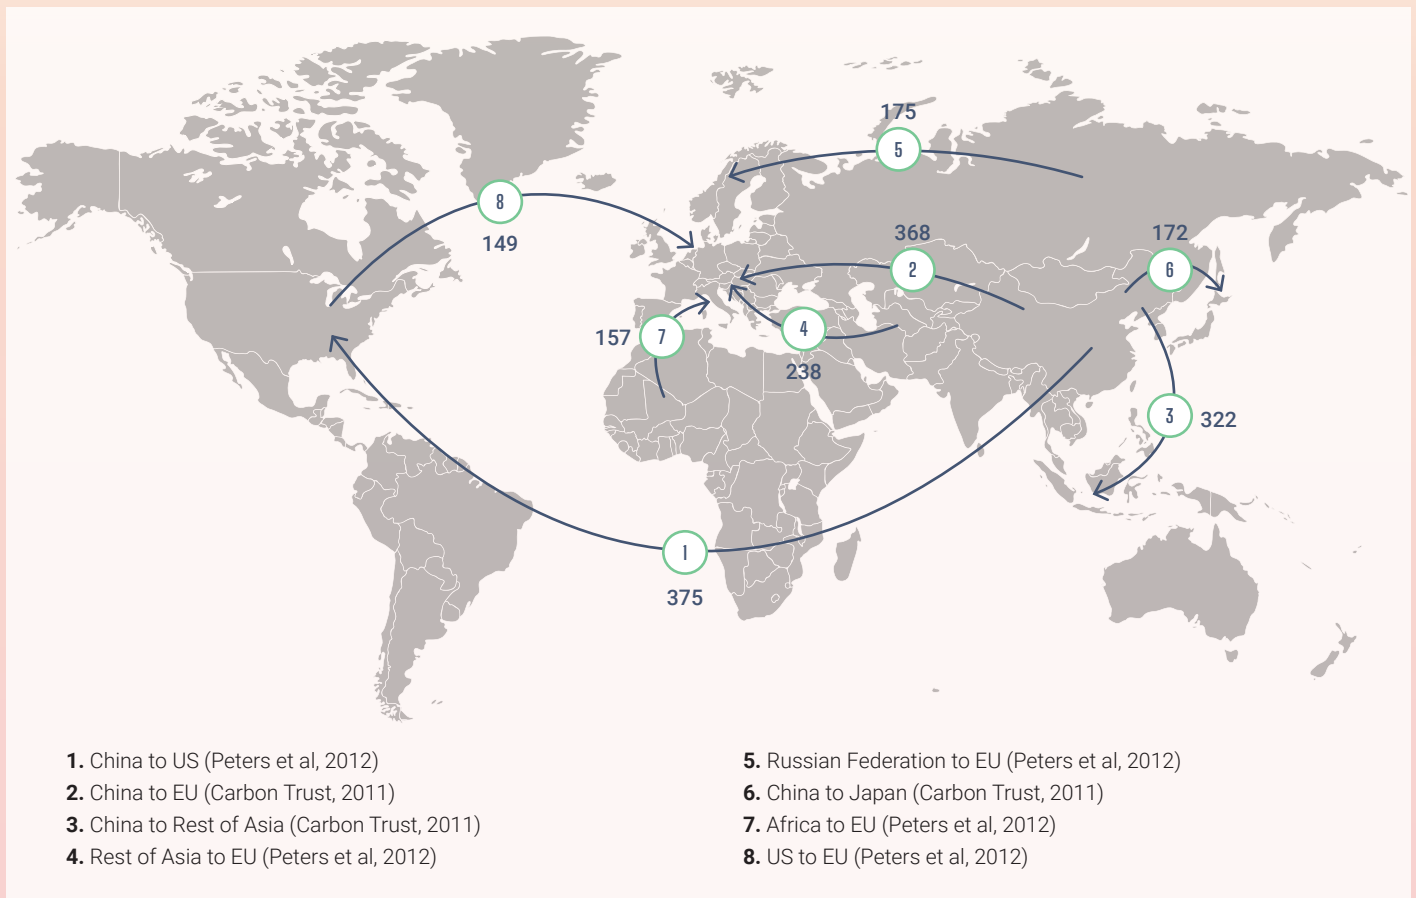 175
5
8
149
368
2
172
6
157
7
4
238
3
322
1
375
1. China to US (Peters et al, 2012)
2. China to EU (Carbon Trust, 2011)
3. China to Rest of Asia (Carbon Trust, 2011)
4. Rest of Asia to EU (Peters et al, 2012)
5. Russian Federation to EU (Peters et al, 2012)
6. China to Japan (Carbon Trust, 2011)
7. Africa to EU (Peters et al, 2012)
8. US to EU (Peters et al, 2012)